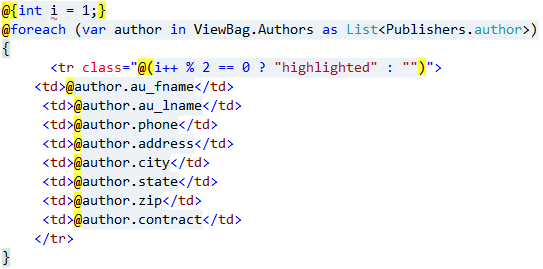 @{int i = 1;}
@foreach (var author in ViewBag.Authors as List<Publishers.author>)
{
<tr class="@(i++ % 2 == 0 ? "highlighted" : "")">
<td>@author.au_fname</td>
<td>@author.au_lname</td>
<td>@author.phone</td>
<td>@author.address</td>
<td>@author.city</td>
<td>@author.state</td>
<td>@author.zip</td>
<td>@author.contract</td>
</tr>
}